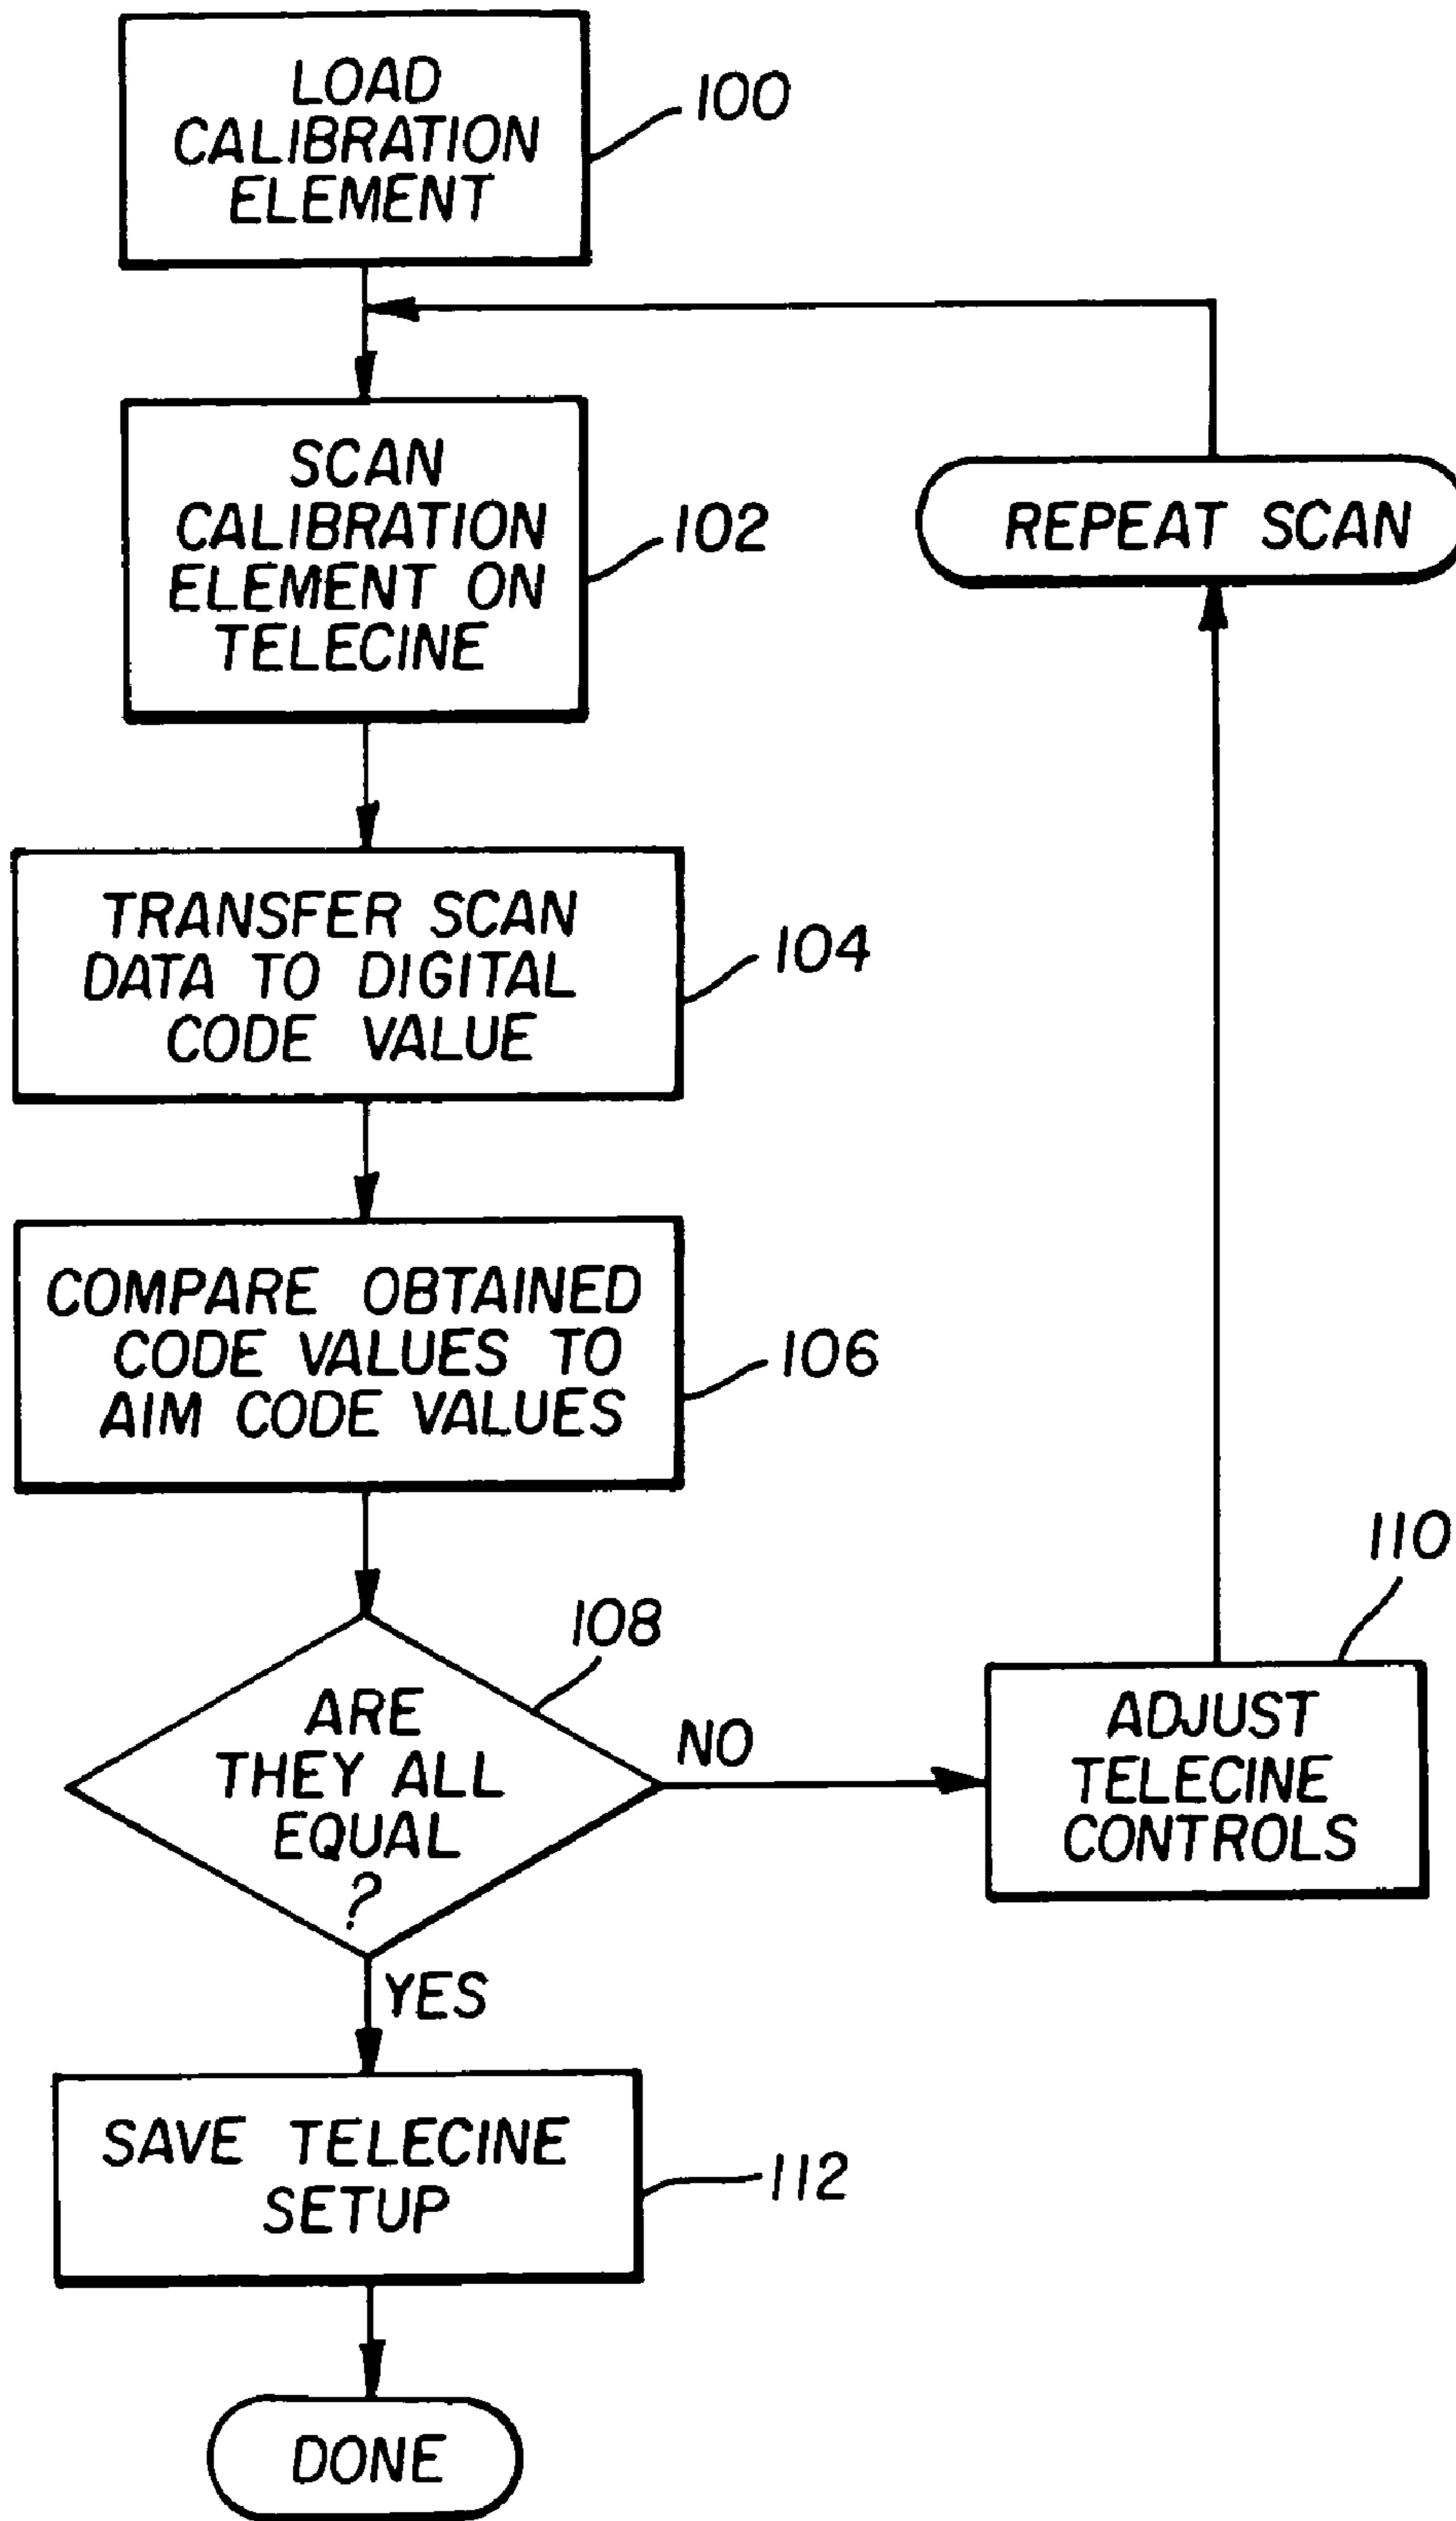 LOAD
CALIBRATION
ELEMENT
100
SCAN
CALIBRATION
ELEMENT ON
TELECINE
102
REPEAT SCAN
TRANSFER SCAN
DATA TO DIGITAL
CODE VALUE
104
COMPARE OBTAINED
CODE VALUES TO
AIM CODE VALUES
106
108
ARE
THEY ALL
EQUAL
?
NO
110
ADJUST
TELECINE
CONTROLS
YES
SAVE TELECINE
SETUP
112
DONE